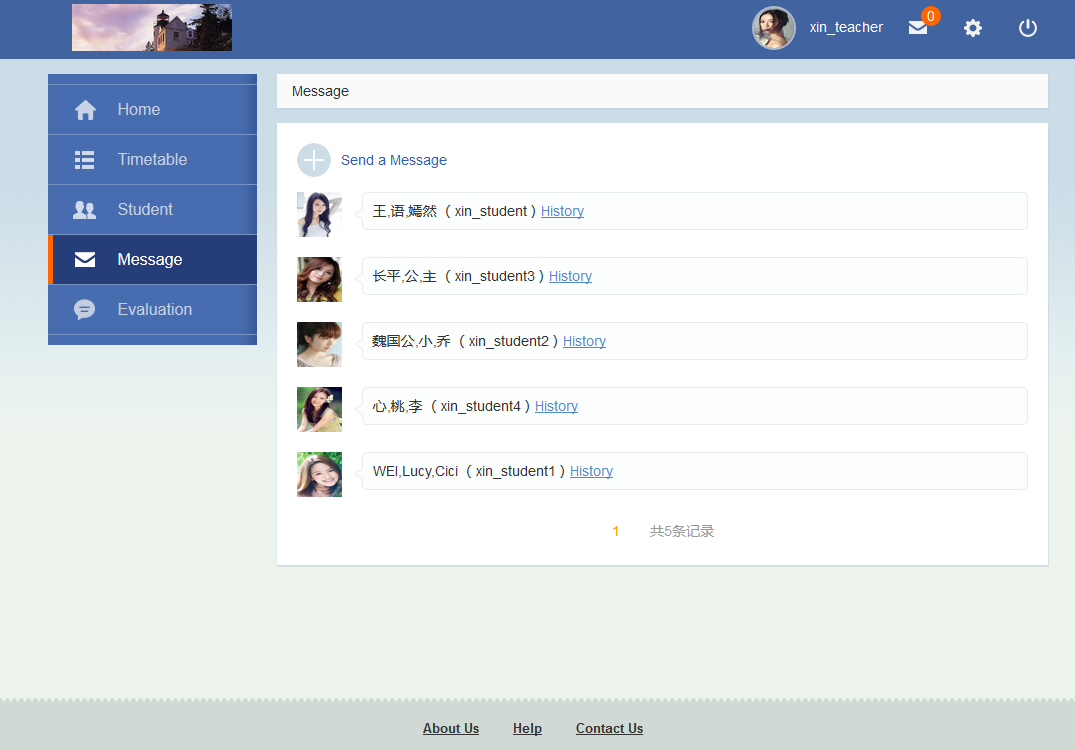 xin_teacher 0
Home
Timetable
Student
Message
Evaluation
Message
Send a Message
王,语,嫣然（xin_student）History
长平,公,主（xin_student3）History
魏国公,小,乔（xin_student2）History
心,桃,李（xin_student4）History
WEI,Lucy,Cici（xin_student1）History
1 共5条记录
About Us Help Contact Us